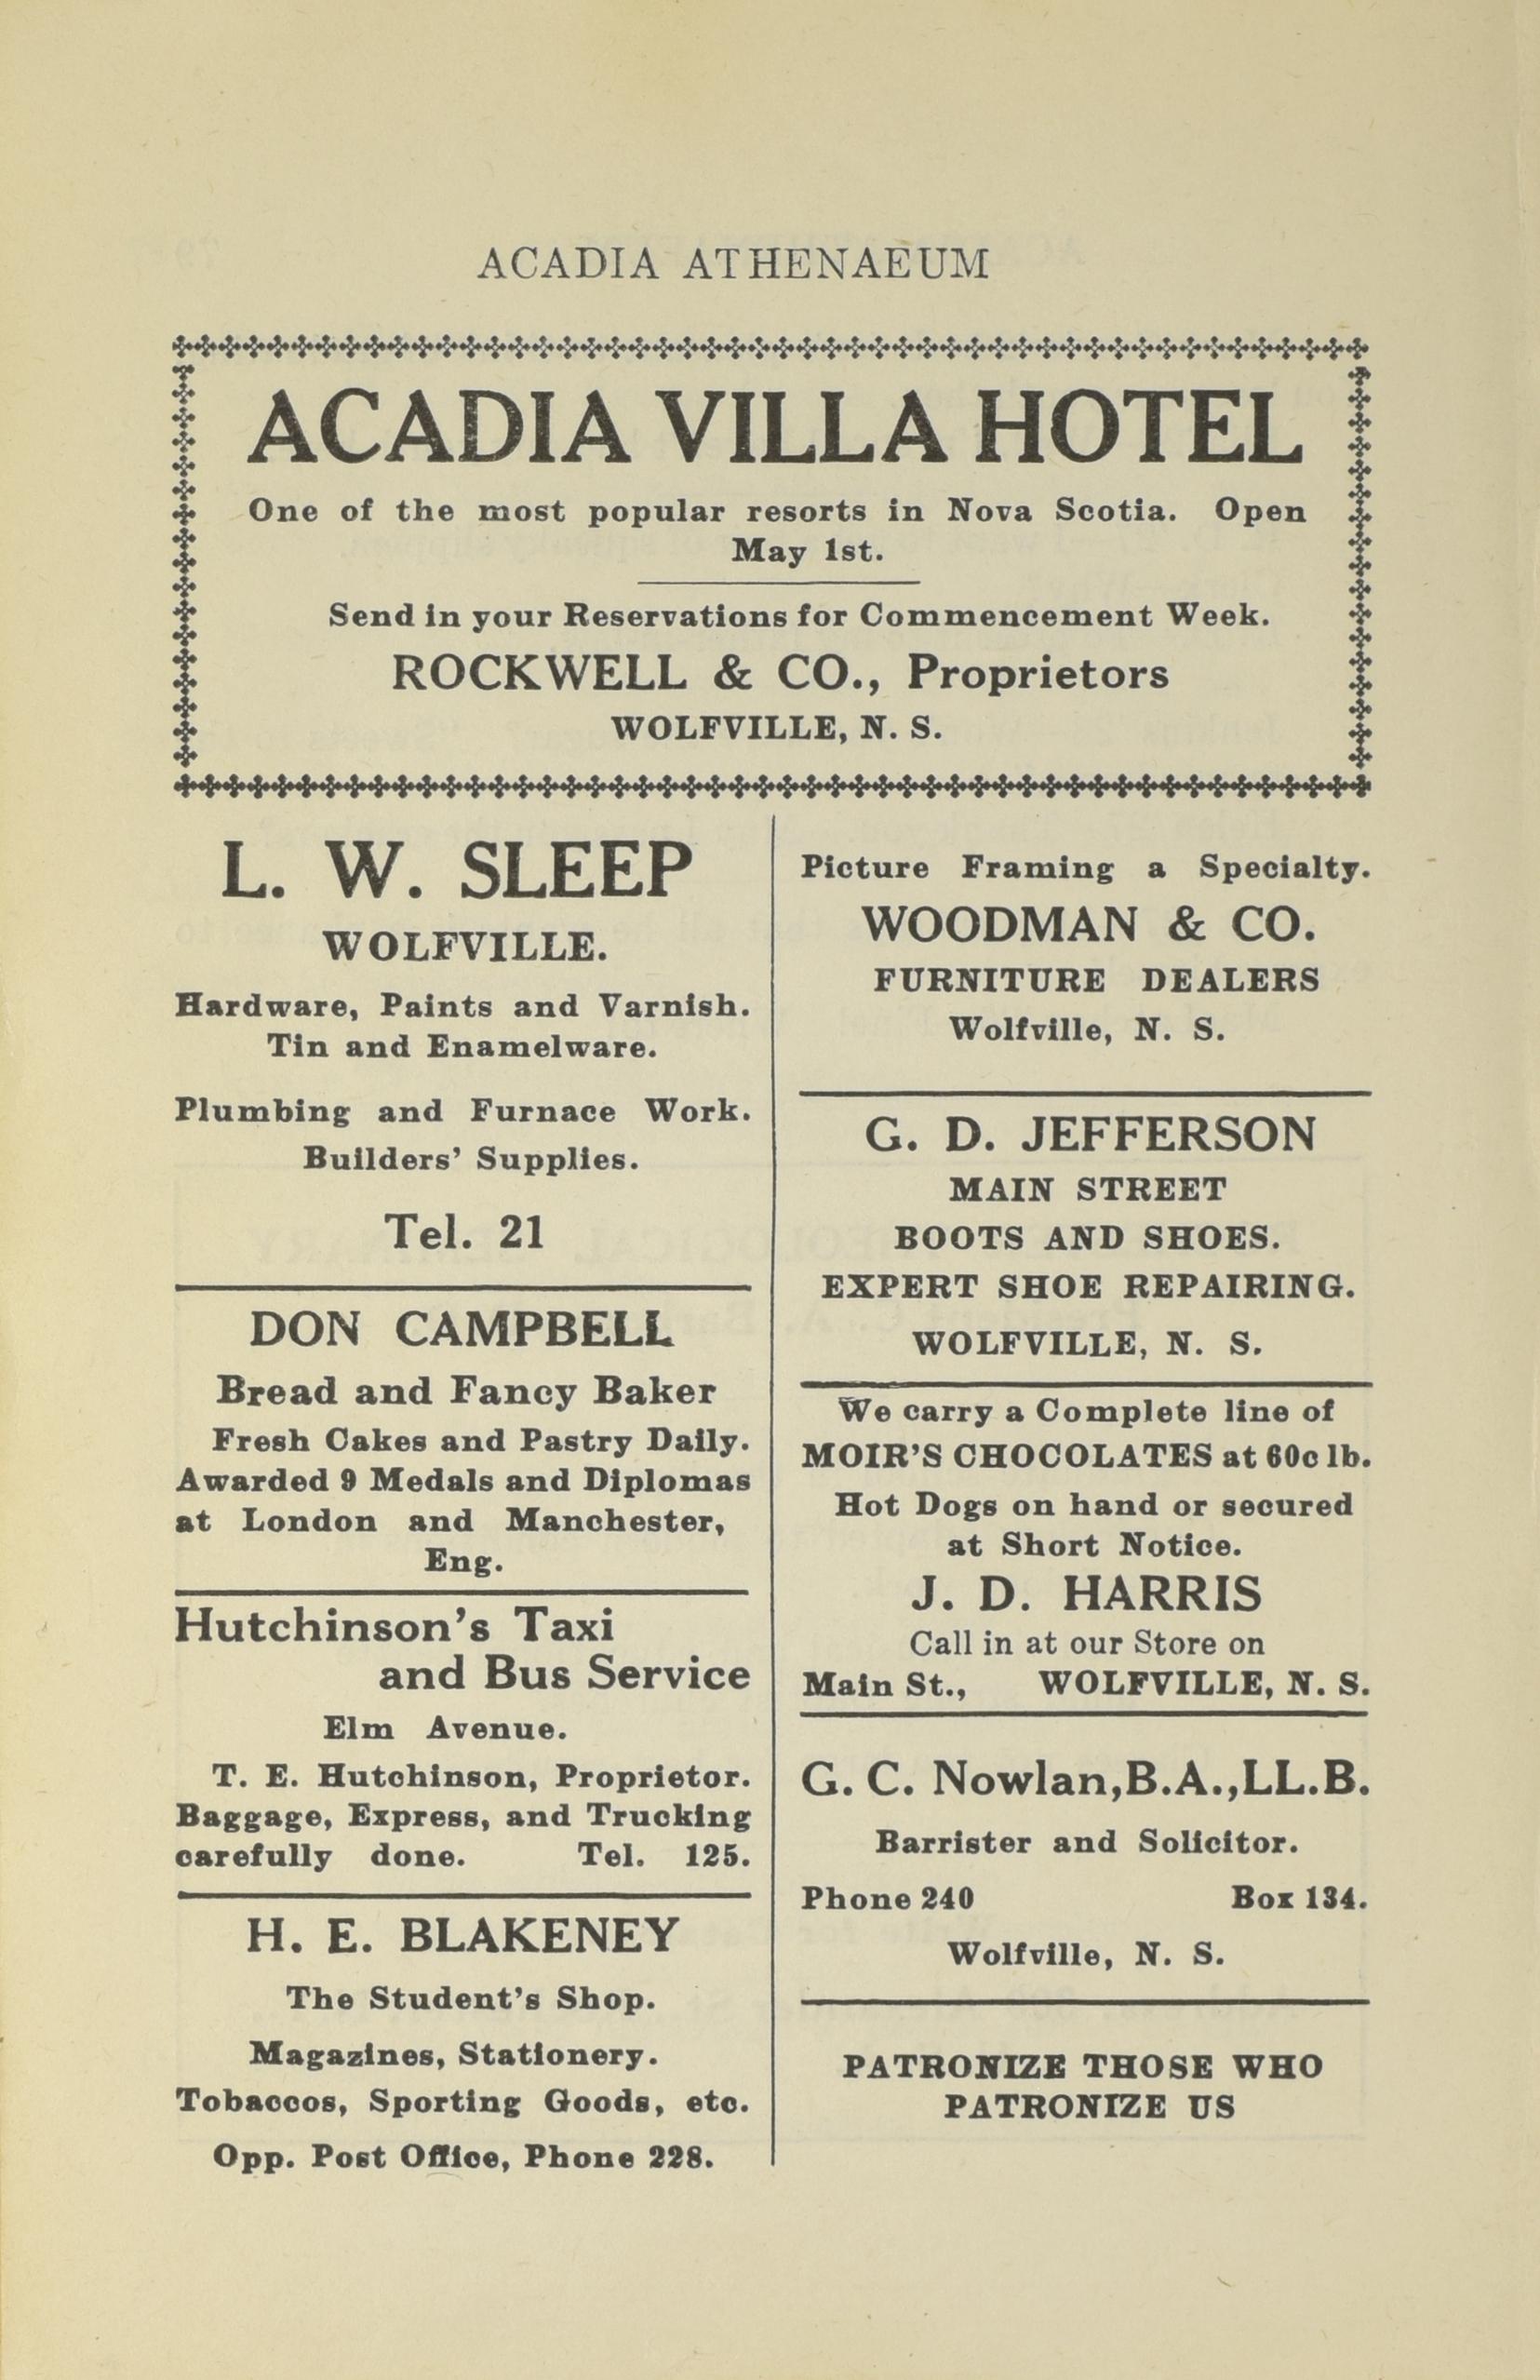 ACADIA ATHENAEUM
ACADIA VILLA HOTEL
One of the most popular resorts in Nova Scotia. Open
May 1st.
Send in your Reservations for Commencement Week.
ROCKWELL & CO., Proprietors
WOLFVILLE, N. S.
L. W. SLEEP
WOLFVILLE.
Hardware, Paints and Varnish.
Tin and Enamelware.
Plumbing and Furnace Work.
Builders' Supplies.
Tel. 21
DON CAMPBELL
Bread and Fancy Baker
Fresh Cakes and Pastry Daily.
Awarded 9 Medals and Diplomas
at London and Manchester,
Eng.
Hutchinson's Taxi
and Bus Service
Elm Avenue.
T. E. Hutchinson, Proprietor.
Baggage, Express, and Trucking
carefully done. Tel. 125.
H. E. BLAKENEY
The Student's Shop.
Magazines, Stationery.
Tobaccos, Sporting Goods, etc.
Opp. Post Office, Phone 228.
Picture Framing a Specialty.
WOODMAN & CO.
FURNITURE DEALERS
Wolfville, N. S.
G. D. JEFFERSON
MAIN STREET
BOOTS AND SHOES.
EXPERT SHOE REPAIRING.
WOLFVILLE, N. S.
We carry a Complete line of
MOIR'S CHOCOLATES at 60c lb.
Hot Dogs on hand or secured
at Short Notice.
J. D. HARRIS
Call in at our Store on
Main St., WOLFVILLE, N. S.
G. C. Nowlan,B.A.,LL.B.
Barrister and Solicitor.
Phone 240 Box 134.
Wolfville, N. S.
PATRONIZE THOSE WHO
PATRONIZE US